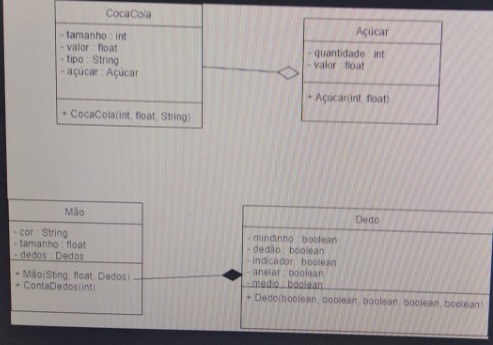 CocaCola
- tamanho : int
- valor : float
- tipo : String
- açúcar : Açúcar
+ CocaCola(int, float, String)
Açúcar
- quantidade : int
- valor : float
+ Açúcar(int, float)
Mão
- cor : String
- tamanho : float
- dedos : Dedos
+ Mão(Sting, float, Dedos)
+ ContaDedos(int)
Dedo
- mindinho : boolean
- dedão : boolean
- indicador : boolean
- anelar : boolean
- medio : boolean
+ Dedo(boolean, boolean, boolean, boolean, boolean)